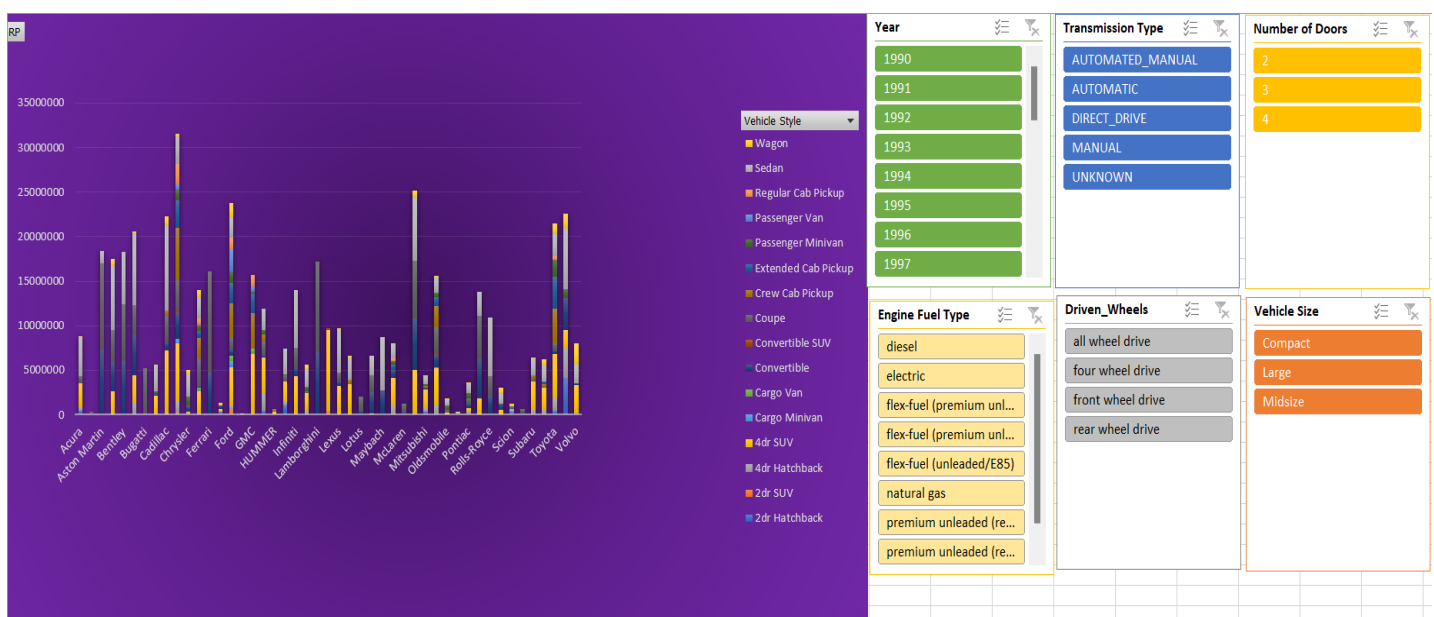 RP
35000000
30000000
25000000
20000000
15000000
10000000
5000000
0
Acura
Aston Martin
Bentley
Bugatti
Cadillac
Chrysler
Ferrari
Ford
GMC
HUMMER
Infiniti
Lamborghini
Lexus
Lotus
Maybach
McLaren
Mitsubishi
Oldsmobile
Pontiac
Rolls-Royce
Scion
Subaru
Toyota
Volvo
Vehicle Style
Wagon
Sedan
Regular Cab Pickup
Passenger Van
Passenger Minivan
Extended Cab Pickup
Crew Cab Pickup
Coupe
Convertible SUV
Convertible
Cargo Van
Cargo Minivan
4dr SUV
4dr Hatchback
2dr SUV
2dr Hatchback
Year
1990
1991
1992
1993
1994
1995
1996
1997
Transmission Type
AUTOMATED_MANUAL
AUTOMATIC
DIRECT_DRIVE
MANUAL
UNKNOWN
Number of Doors
2
3
4
Engine Fuel Type
diesel
electric
flex-fuel (premium unl...
flex-fuel (premium unl...
flex-fuel (unleaded/E85)
natural gas
premium unleaded (re...
premium unleaded (re...
Driven_Wheels
all wheel drive
four wheel drive
front wheel drive
rear wheel drive
Vehicle Size
Compact
Large
Midsize